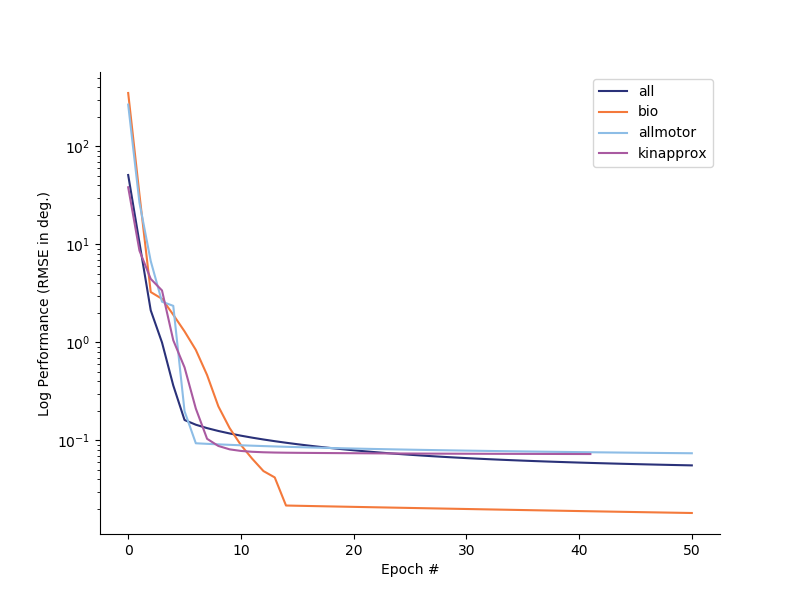 all
bio
allmotor
kinapprox
Log Performance (RMSE in deg.)
10²
10¹
10⁰
10⁻¹
0 10 20 30 40 50
Epoch #